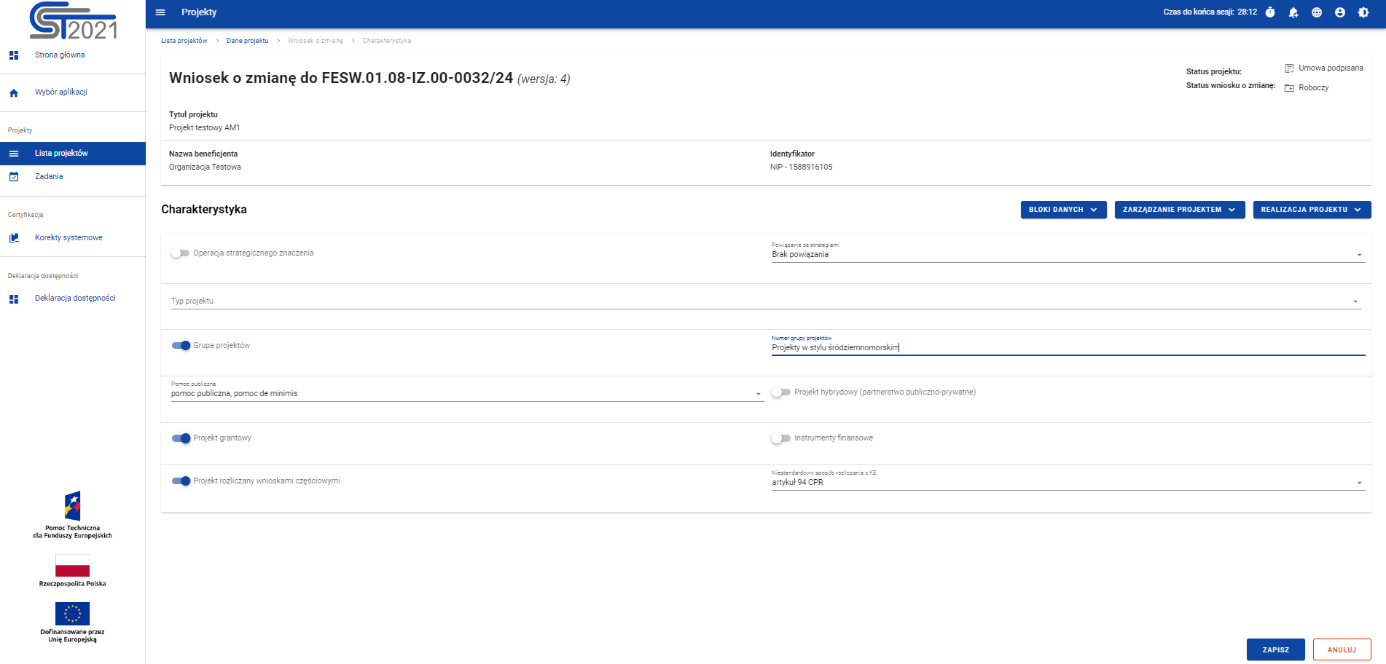 CST2021
Projekty
Czas do końca sesji: 28:12
Strona główna
Wybór aplikacji
Projekty
Lista projektów
Zadania
Certyfikacja
Korekty systemowe
Deklaracja dostępności
Deklaracja dostępności
Pomoc Techniczna
dla Funduszy Europejskich
Rzeczpospolita Polska
Dofinansowane przez
Unię Europejską
Lista projektów > Dane projektu > Wniosek o zmianę > Charakterystyka
Wniosek o zmianę do FESW.01.08-IZ.00-0032/24 (wersja: 4)
Status projektu: Umowa podpisana
Status wniosku o zmianę: Roboczy
Tytuł projektu
Projekt testowy AM1
Nazwa beneficjenta
Organizacja Testowa
Identyfikator
NIP - 1588916105
Charakterystyka
BLOKI DANYCH
ZARZĄDZANIE PROJEKTEM
REALIZACJA PROJEKTU
Operacja strategicznego znaczenia
Powiązania ze strategiami
Brak powiązania
Typ projektu
Grupa projektów
Numer grupy projektów
Projekty w stylu śródziemnomorskim
Pomoc publiczna
pomoc publiczna, pomoc de minimis
Projekt hybrydowy (partnerstwo publiczno-prywatne)
Projekt grantowy
Instrumenty finansowe
Projekt rozliczany wnioskami częściowymi
Niestandardowy sposób rozliczania z KE
artykuł 94 CPR
ZAPISZ
ANULUJ